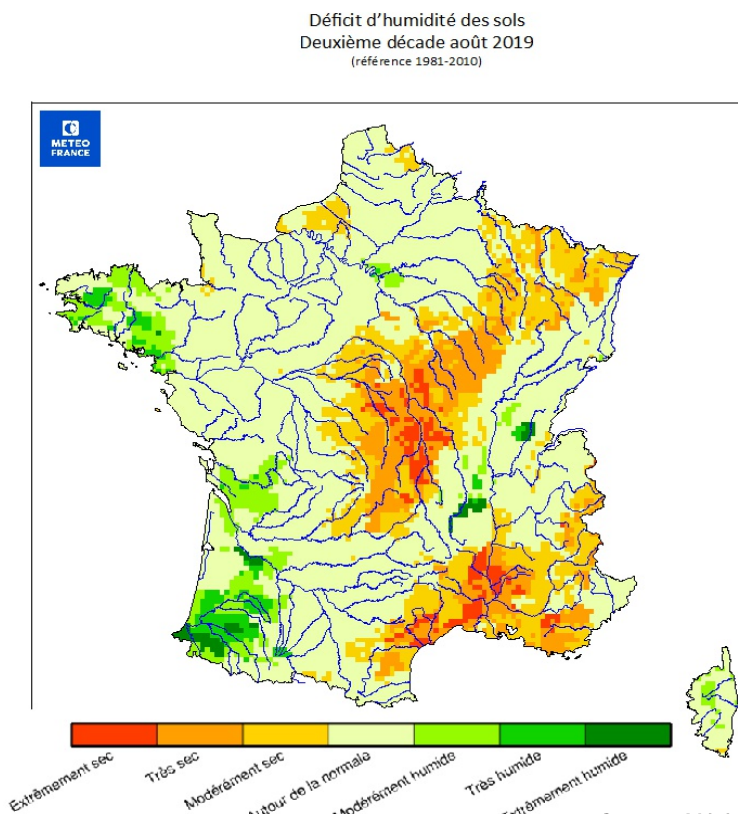 Déficit d'humidité des sols
Deuxième décade août 2019
(référence 1981-2010)
METEO
FRANCE
Extrêmement sec
Très sec
Modérément sec
Autour de la normale
Modérément humide
Très humide
Extrêmement humide